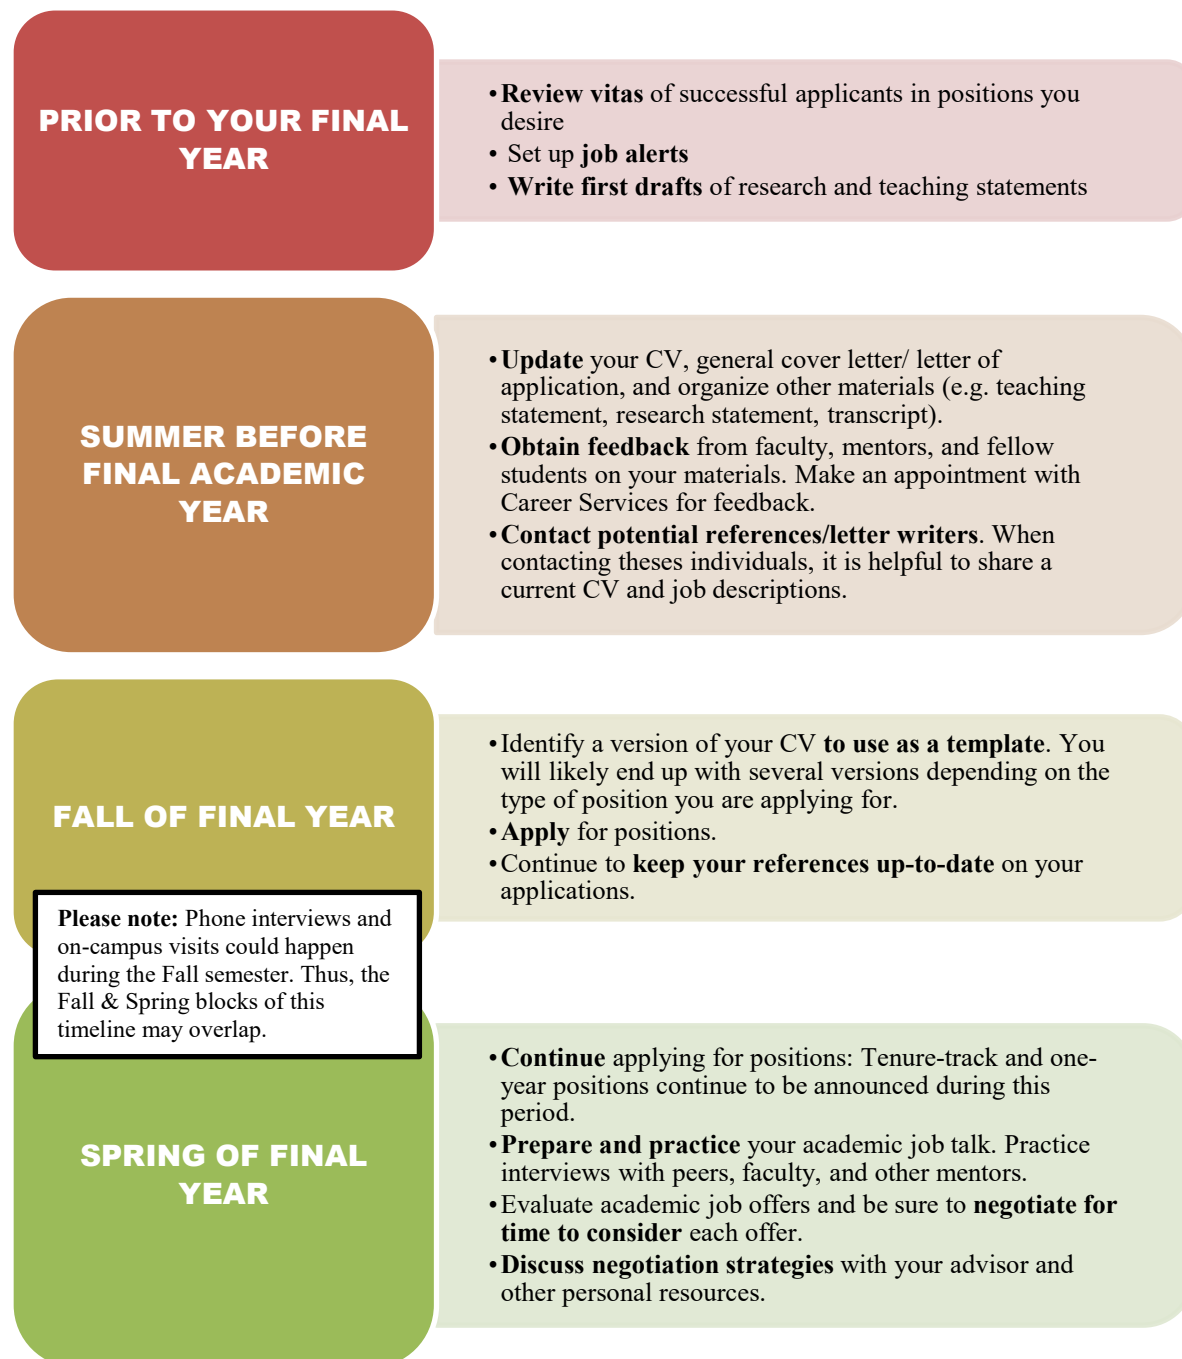 PRIOR TO YOUR FINAL
YEAR
•Review vitas of successful applicants in positions you
desire
• Set up job alerts
• Write first drafts of research and teaching statements
SUMMER BEFORE
FINAL ACADEMIC
YEAR
•Update your CV, general cover letter/ letter of
application, and organize other materials (e.g. teaching
statement, research statement, transcript).
•Obtain feedback from faculty, mentors, and fellow
students on your materials. Make an appointment with
Career Services for feedback.
•Contact potential references/letter writers. When
contacting theses individuals, it is helpful to share a
current CV and job descriptions.
FALL OF FINAL YEAR
•Identify a version of your CV to use as a template. You
will likely end up with several versions depending on the
type of position you are applying for.
•Apply for positions.
•Continue to keep your references up-to-date on your
applications.
Please note: Phone interviews and
on-campus visits could happen
during the Fall semester. Thus, the
Fall & Spring blocks of this
timeline may overlap.
SPRING OF FINAL
YEAR
•Continue applying for positions: Tenure-track and one-
year positions continue to be announced during this
period.
•Prepare and practice your academic job talk. Practice
interviews with peers, faculty, and other mentors.
•Evaluate academic job offers and be sure to negotiate for
time to consider each offer.
•Discuss negotiation strategies with your advisor and
other personal resources.